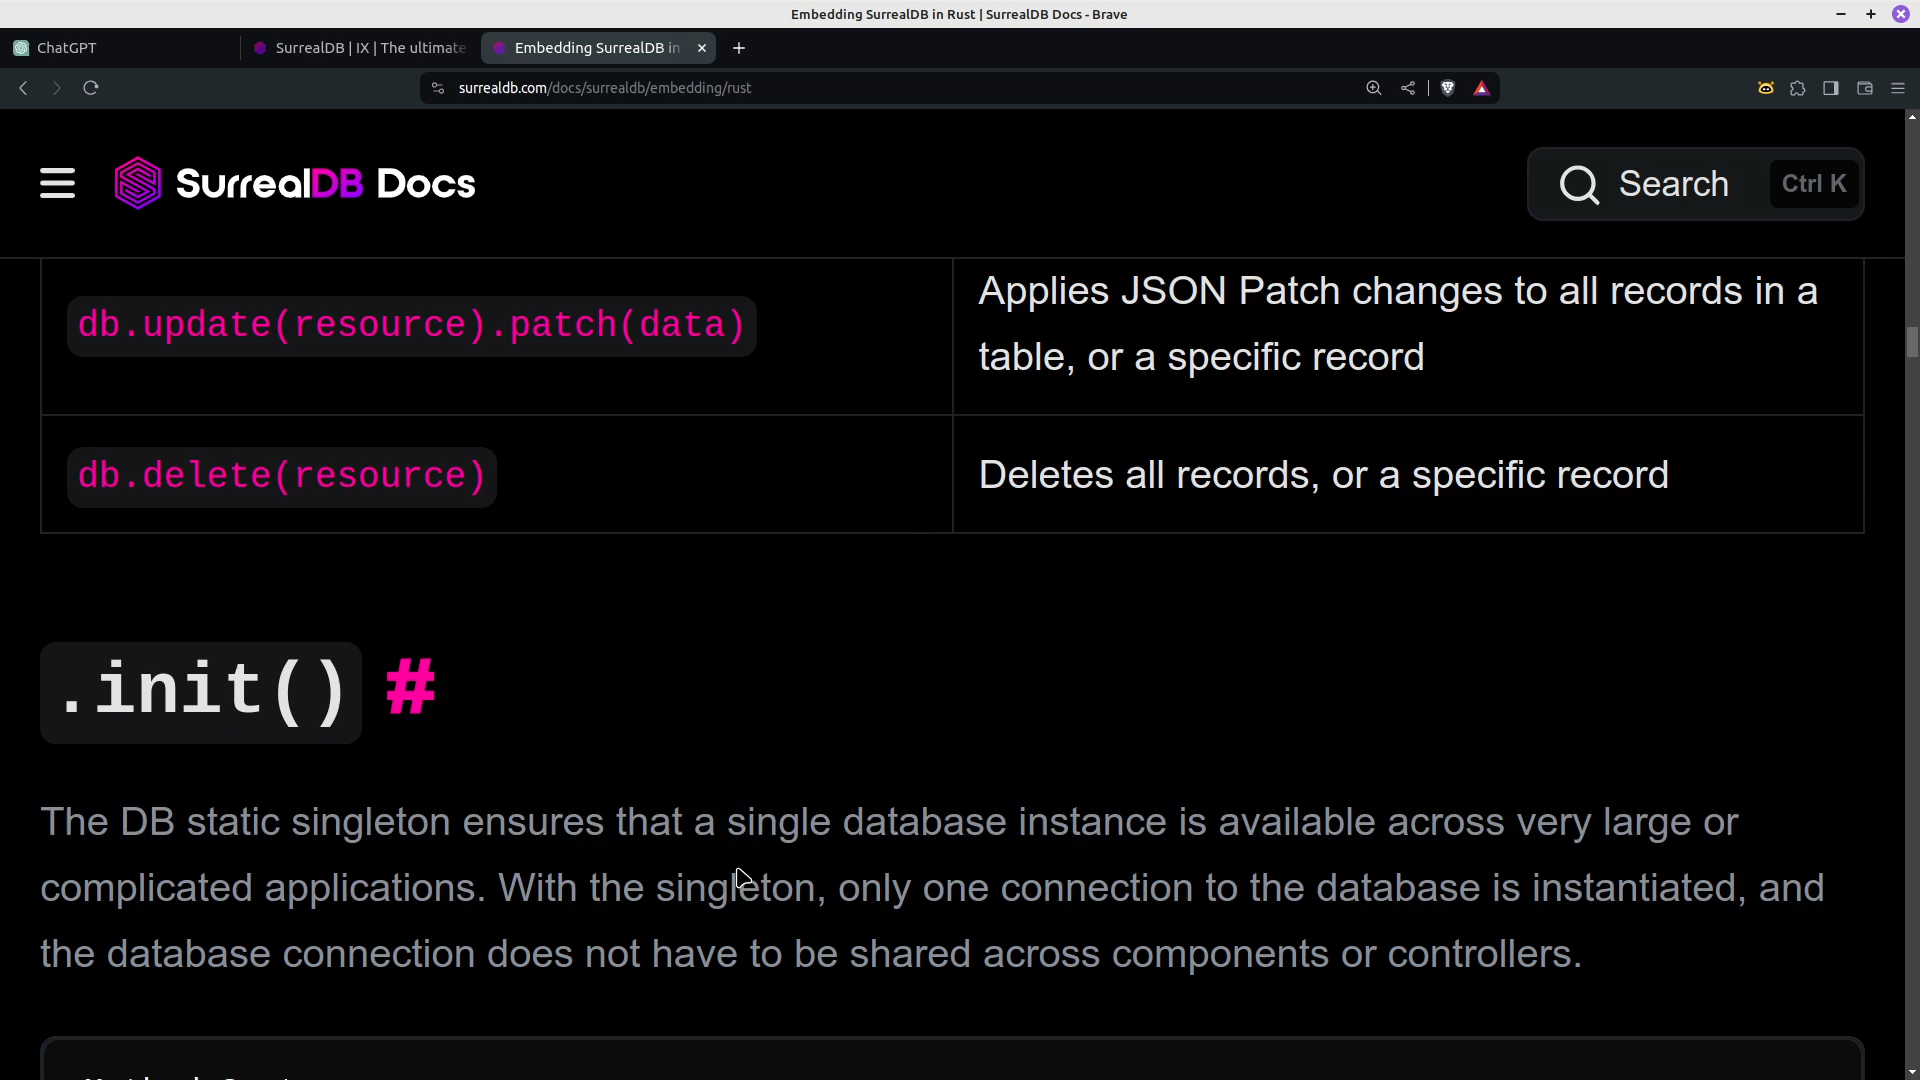 Embedding SurrealDB in Rust | SurrealDB Docs - Brave
ChatGPT
SurrealDB | IX | The ultimate
Embedding SurrealDB in
surrealdb.com/docs/surrealdb/embedding/rust
SurrealDB Docs
Search
Ctrl K
db.update(resource).patch(data)
Applies JSON Patch changes to all records in a
table, or a specific record
db.delete(resource)
Deletes all records, or a specific record
.init() #
The DB static singleton ensures that a single database instance is available across very large or
complicated applications. With the singleton, only one connection to the database is instantiated, and
the database connection does not have to be shared across components or controllers.